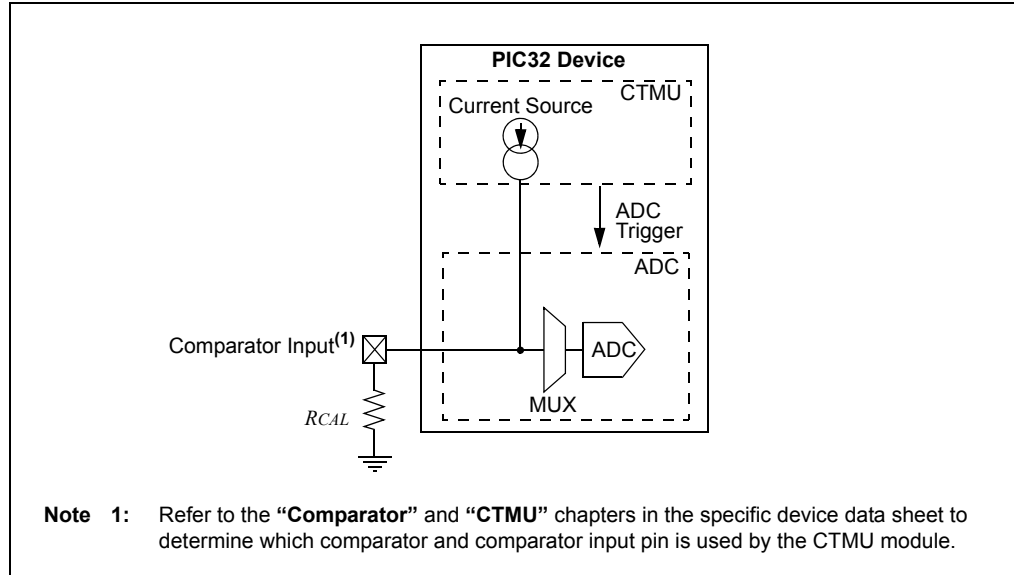 PIC32 Device
CTMU
Current Source
ADC
Trigger
ADC
Comparator Input(1)
ADC
MUX
RCAL
Note 1: Refer to the “Comparator” and “CTMU” chapters in the specific device data sheet to
determine which comparator and comparator input pin is used by the CTMU module.